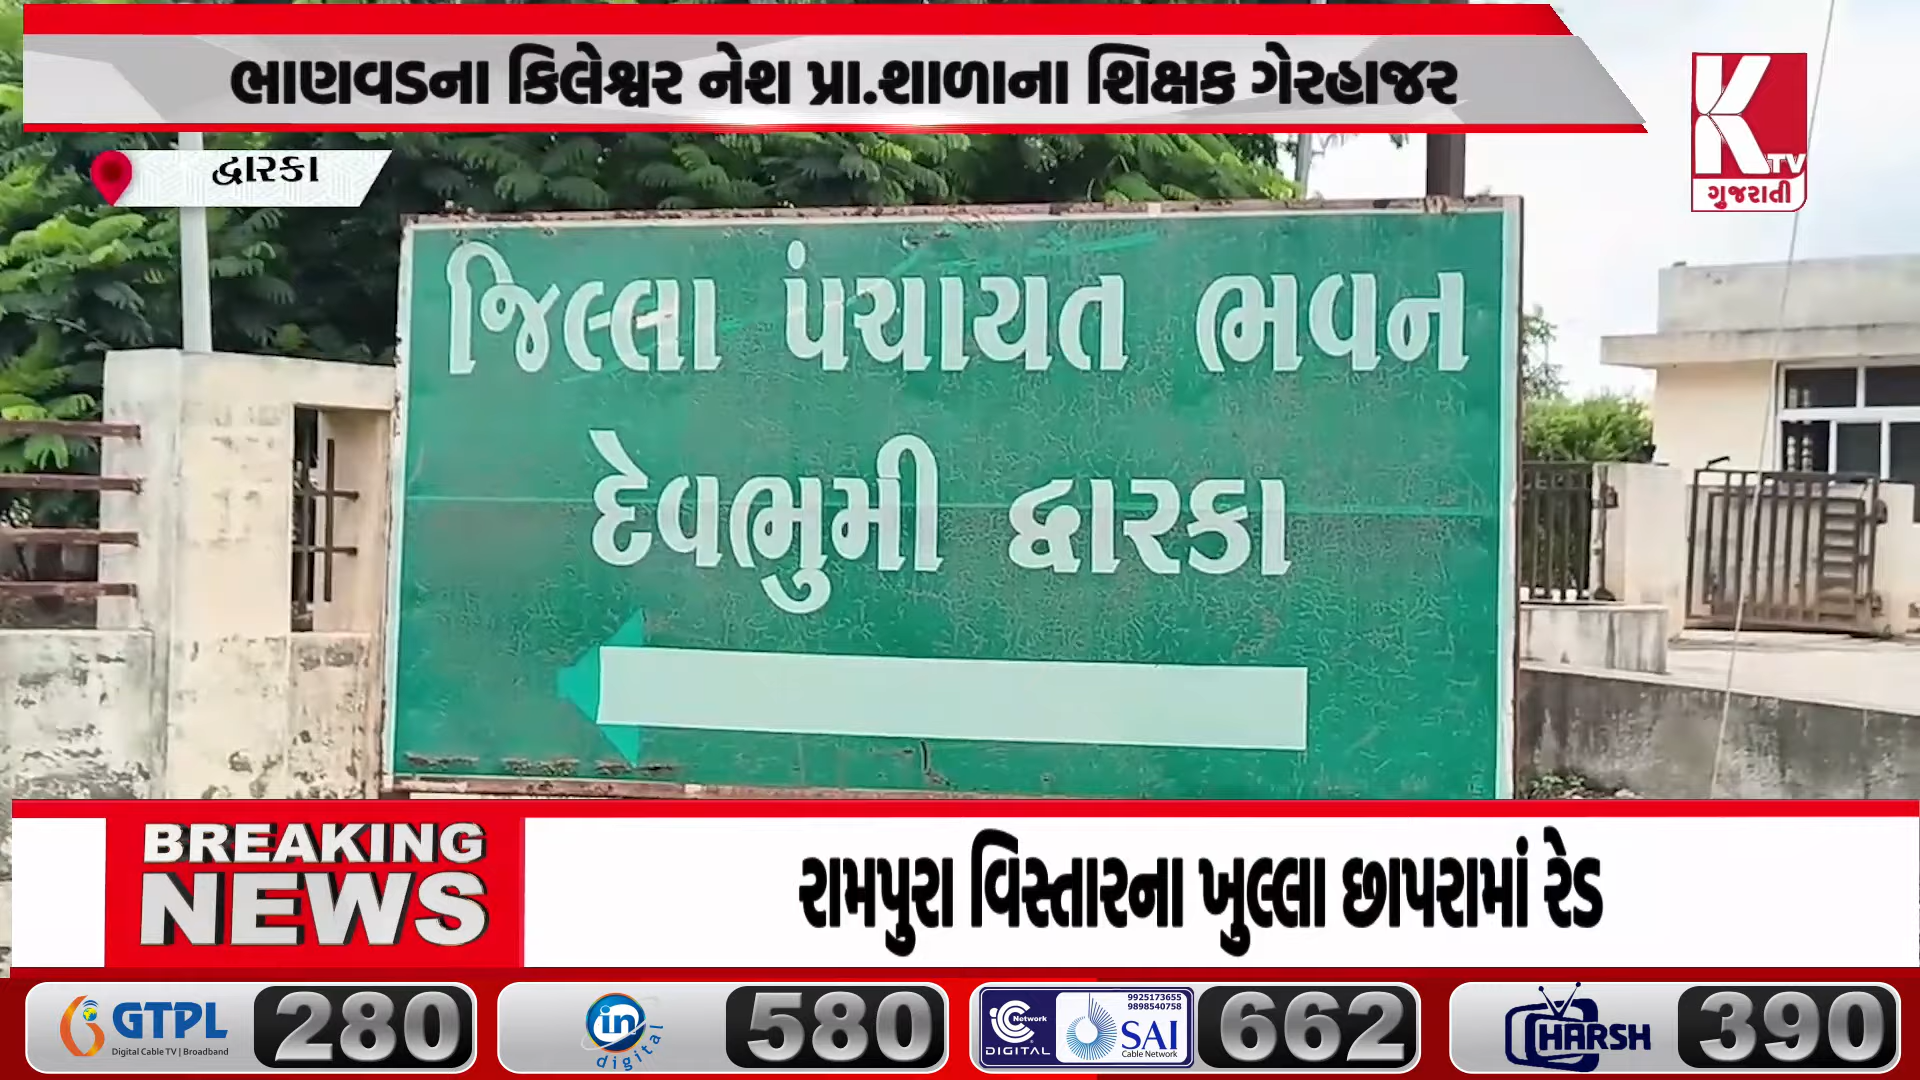 ભાણવડના કિલેશ્વર નેશ પ્રા.શાળાના શિક્ષક ગેરહાજર
દ્વારકા
K TV
ગુજરાતી
જિલ્લા પંચાયત ભવન
દેવભુમી દ્વારકા
BREAKING
NEWS
રામપુરા વિસ્તારના ખુલ્લા છાપરામાં રેડ
GTPL
Digital Cable TV | Broadband
280
in
digital
580
CC Network
DIGITAL
9925173655
9898540758
SAI
Cable Network
662
HARSH
390